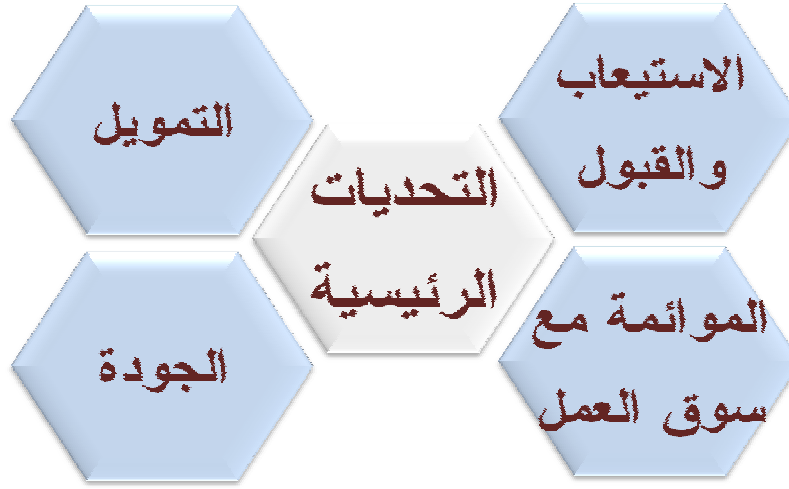 الاستيعاب
والقبول
التمويل
التحديات
الرئيسية
الموائمة مع
سوق العمل
الجودة